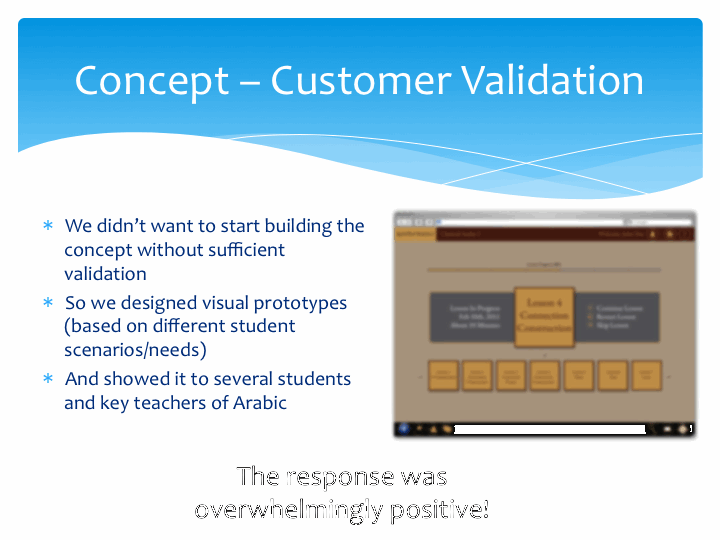 Concept – Customer Validation
We didn't want to start building the
concept without sufficient
validation
So we designed visual prototypes
(based on different student
scenarios/needs)
And showed it to several students
and key teachers of Arabic
Lesson 4
The response was
overwhelmingly positive!